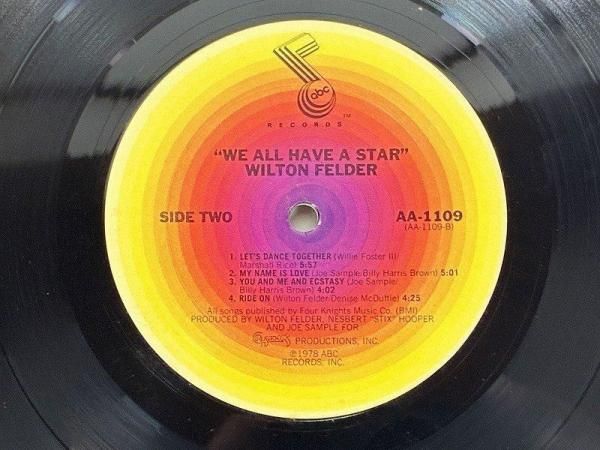 abc
RECORDS TM
"WE ALL HAVE A STAR"
WILTON FELDER
SIDE TWO
AA-1109
(AA-1109-B)
1. LET'S DANCE TOGETHER (Willie Foster II/
Marshall Rice) 5:57
2. MY NAME IS LOVE (Joe Sample/Billy Harris Brown) 5:01
3. YOU AND ME AND ECSTASY (Joe Sample/
Billy Harris Brown) 4:02
4. RIDE ON (Wilton Felder/Denise McDuffie) 4:25
All songs published by Four Knights Music Co. (BMI)
PRODUCED BY WILTON FELDER, NESBERT "STIX" HOOPER
AND JOE SAMPLE FOR
PRODUCTIONS, INC.
℗1978 ABC
RECORDS, INC.